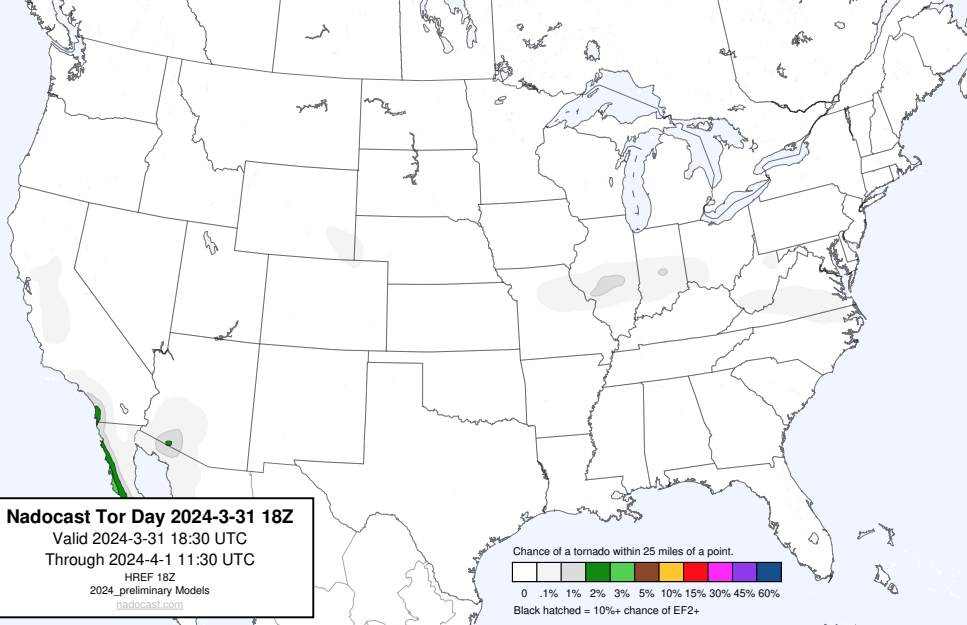 Nadocast Tor Day 2024-3-31 18Z
Valid 2024-3-31 18:30 UTC
Through 2024-4-1 11:30 UTC
HREF 18Z
2024_preliminary Models
nadocast.com
Chance of a tornado within 25 miles of a point.
0 .1% 1% 2% 3% 5% 10% 15% 30% 45% 60%
Black hatched = 10%+ chance of EF2+